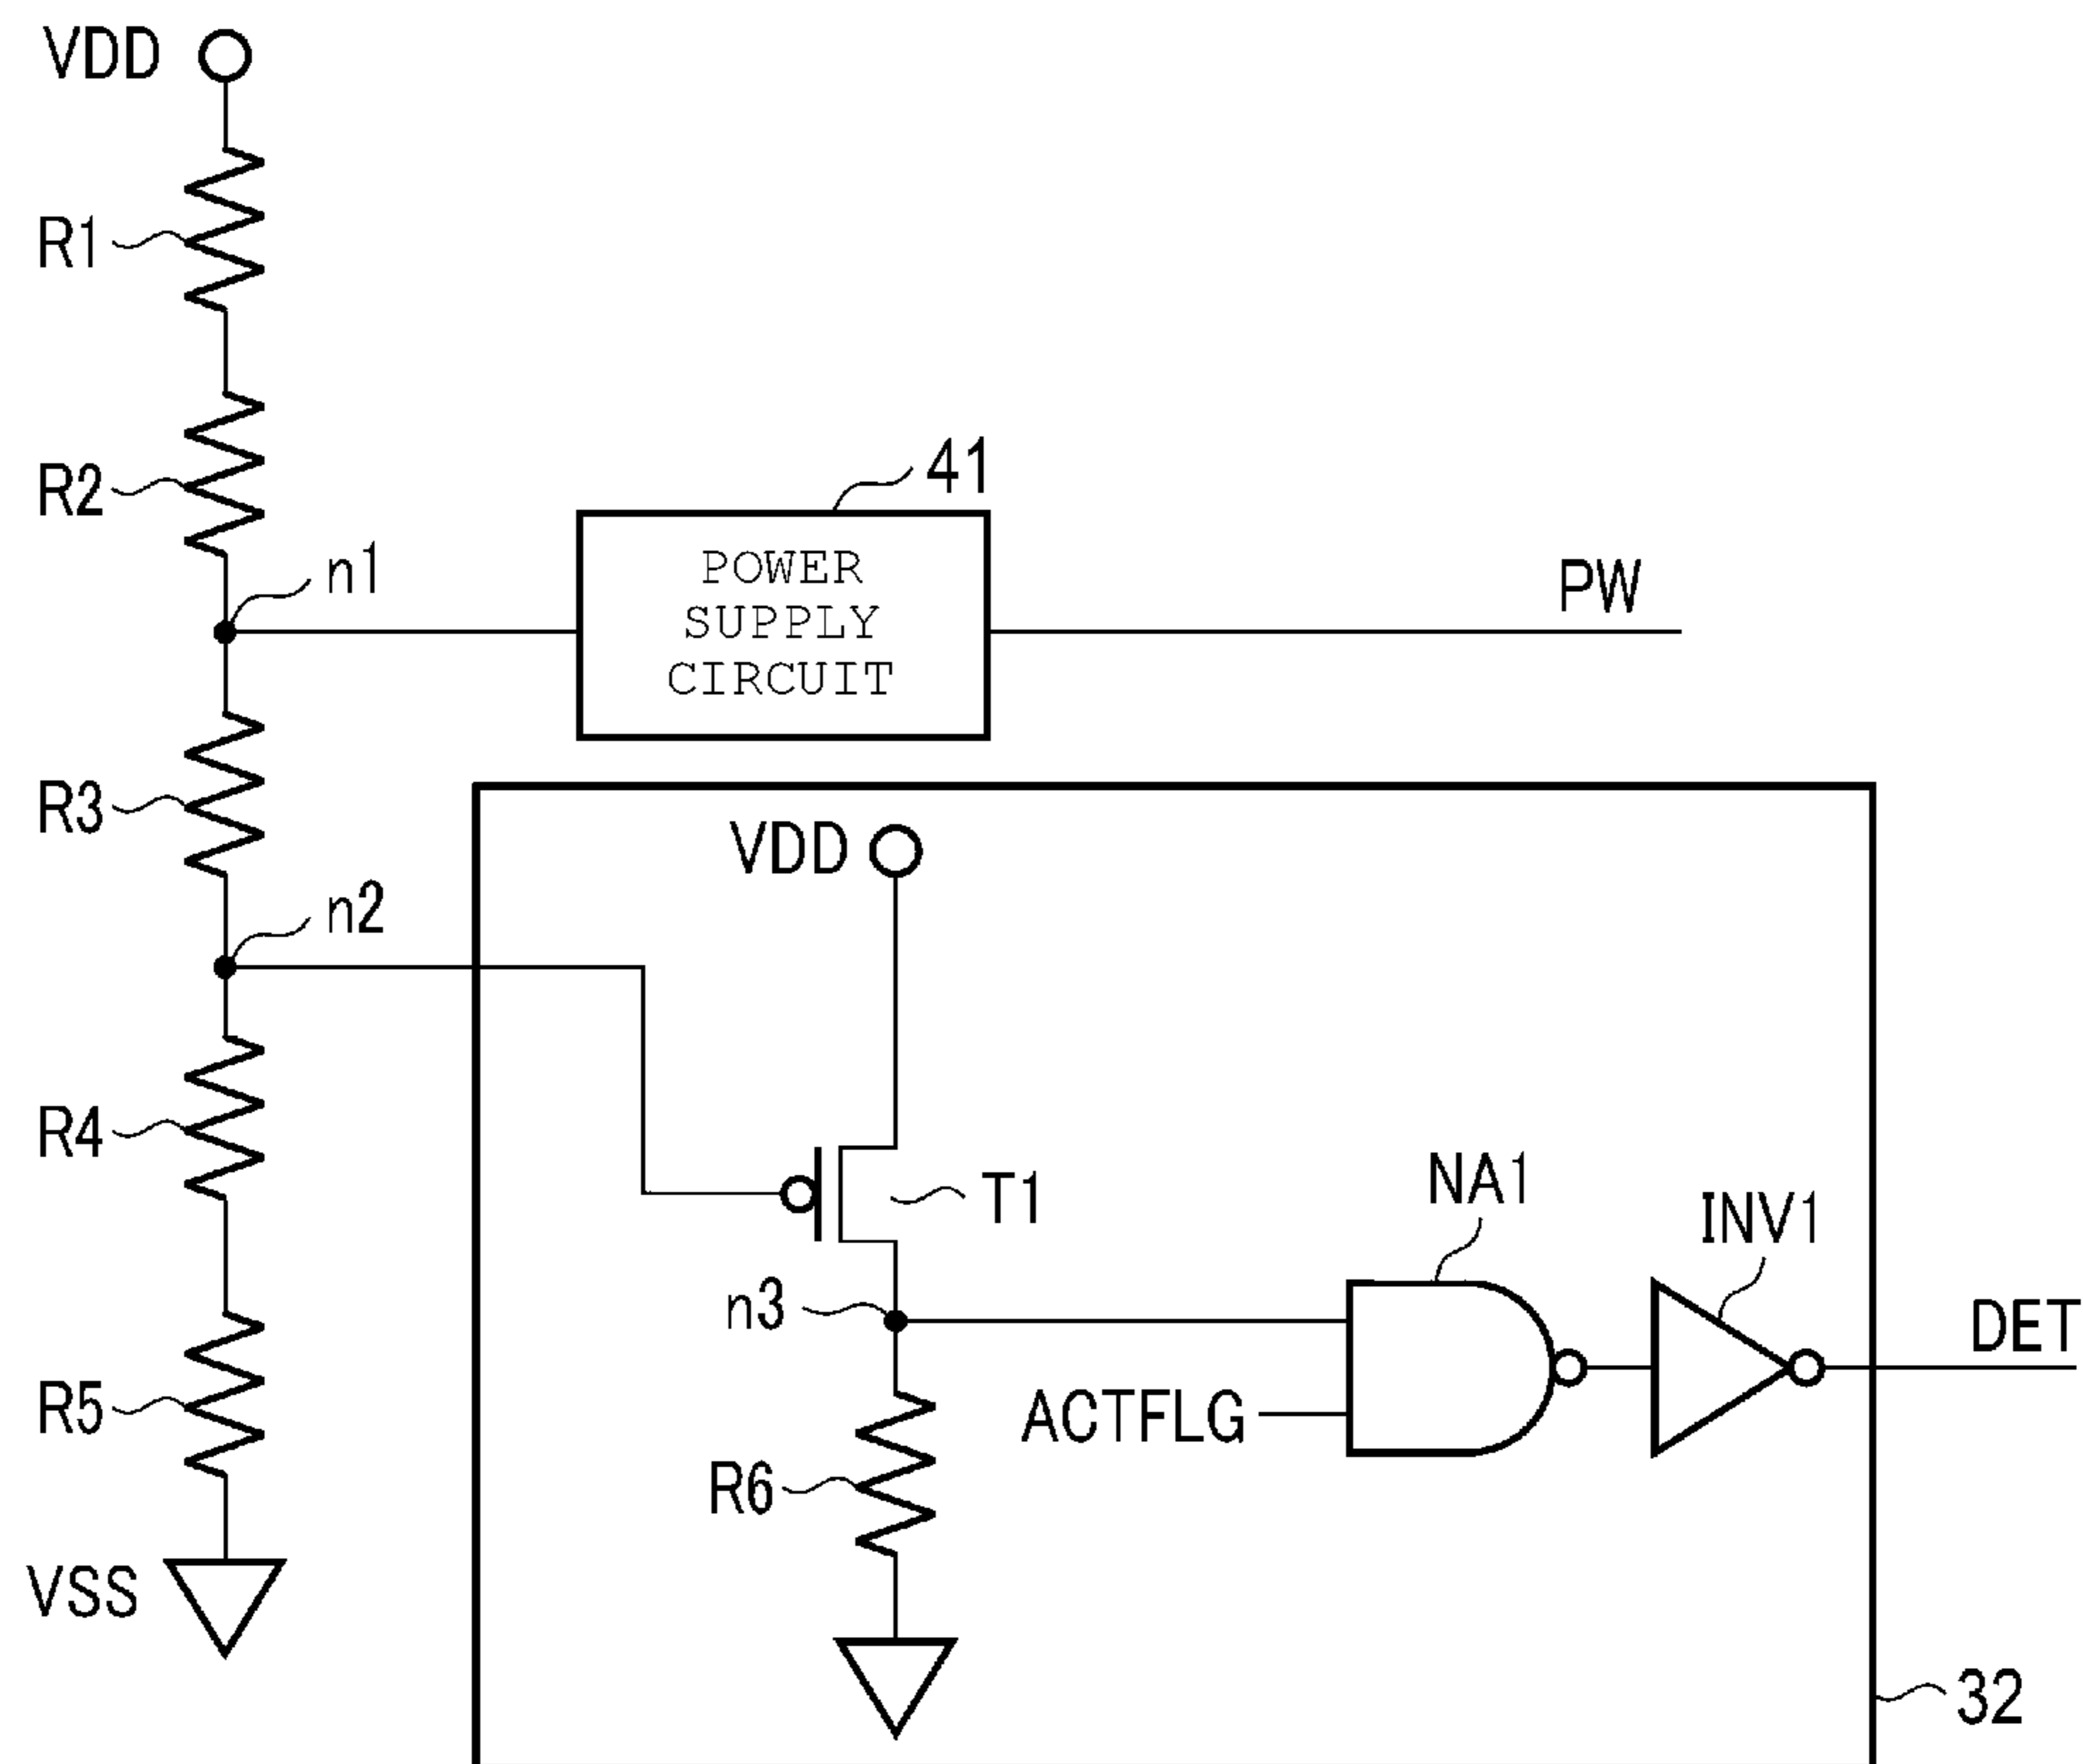 VDD
R1
R2
41
n1
POWER
SUPPLY
CIRCUIT
PW
R3
VDD
n2
R4
T1
NA1
INV1
n3
DET
R5
ACTFLG
R6
VSS
32